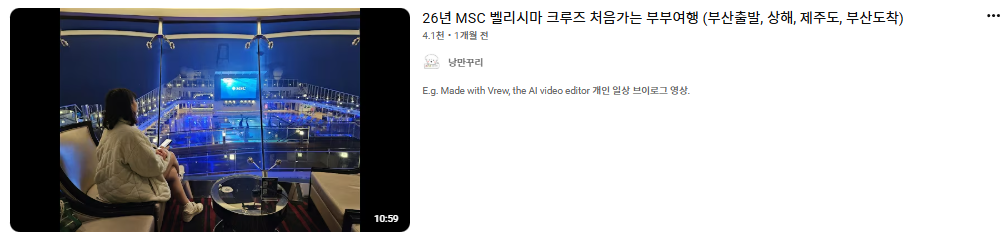 26년 MSC 벨리시마 크루즈 처음가는 부부여행 (부산출발, 상해, 제주도, 부산도착)
4.1천 • 1개월 전
낭만꾸리
E.g. Made with Vrew, the AI video editor 개인 일상 브이로그 영상.
MSC
10:59